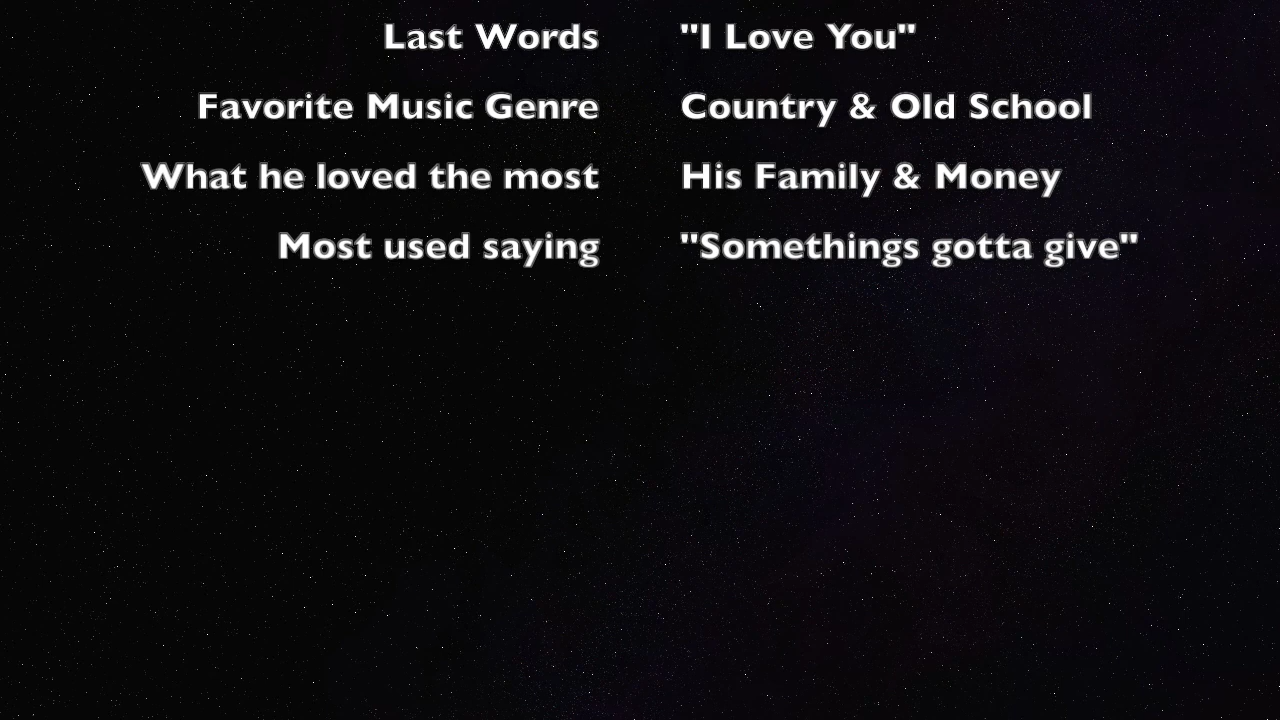 Last Words "I Love You"
Favorite Music Genre Country & Old School
What he loved the most His Family & Money
Most used saying "Somethings gotta give"